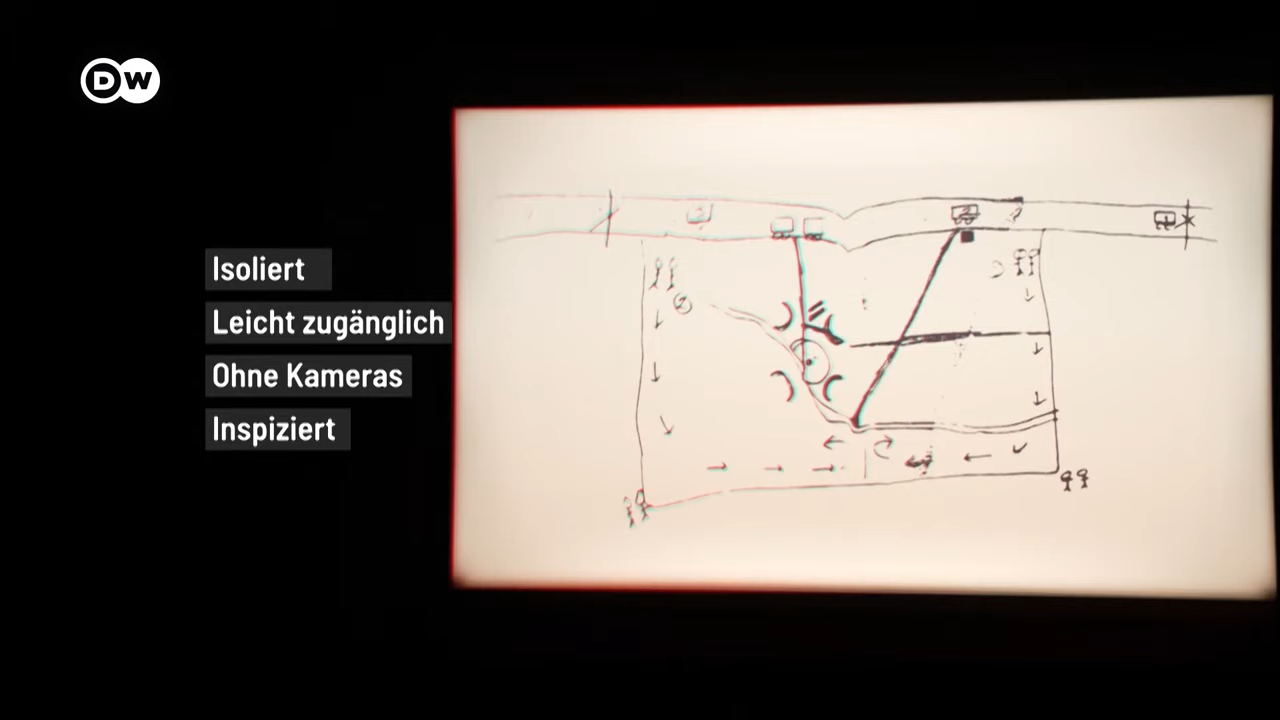 DW
Isoliert
Leicht zugänglich
Ohne Kameras
Inspiziert